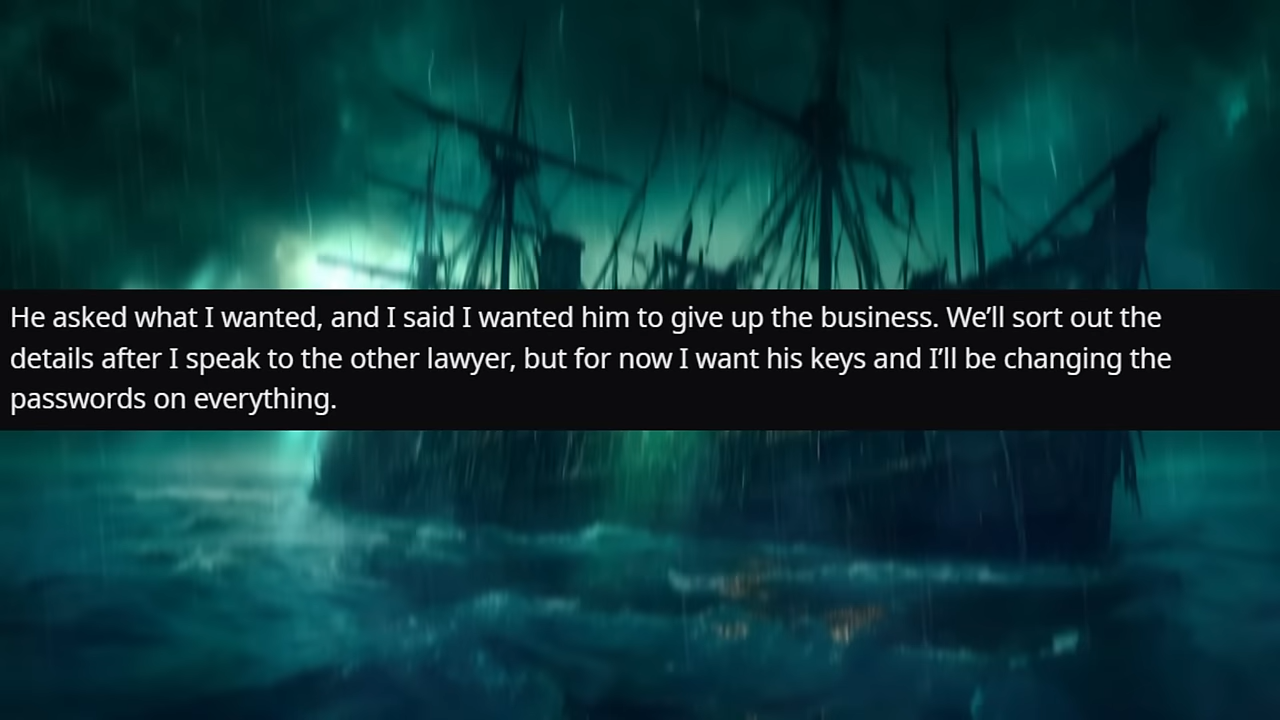 He asked what I wanted, and I said I wanted him to give up the business. We’ll sort out the
details after I speak to the other lawyer, but for now I want his keys and I’ll be changing the
passwords on everything.